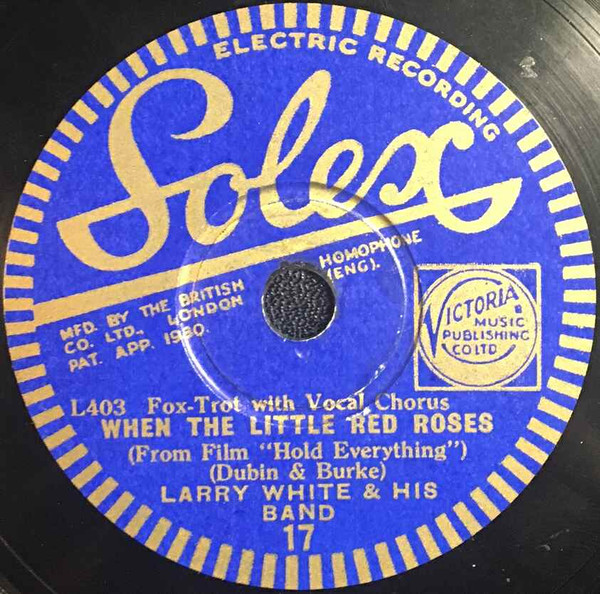 ELECTRIC RECORDING
Solex
MFD. BY THE BRITISH HOMOPHONE
CO. LTD., LONDON (ENG).
PAT. APP. 1930.
VICTORIA
MUSIC
PUBLISHING
CO LTD
L403 Fox-Trot with Vocal Chorus
WHEN THE LITTLE RED ROSES
(From Film "Hold Everything")
(Dubin & Burke)
LARRY WHITE & HIS
BAND
17